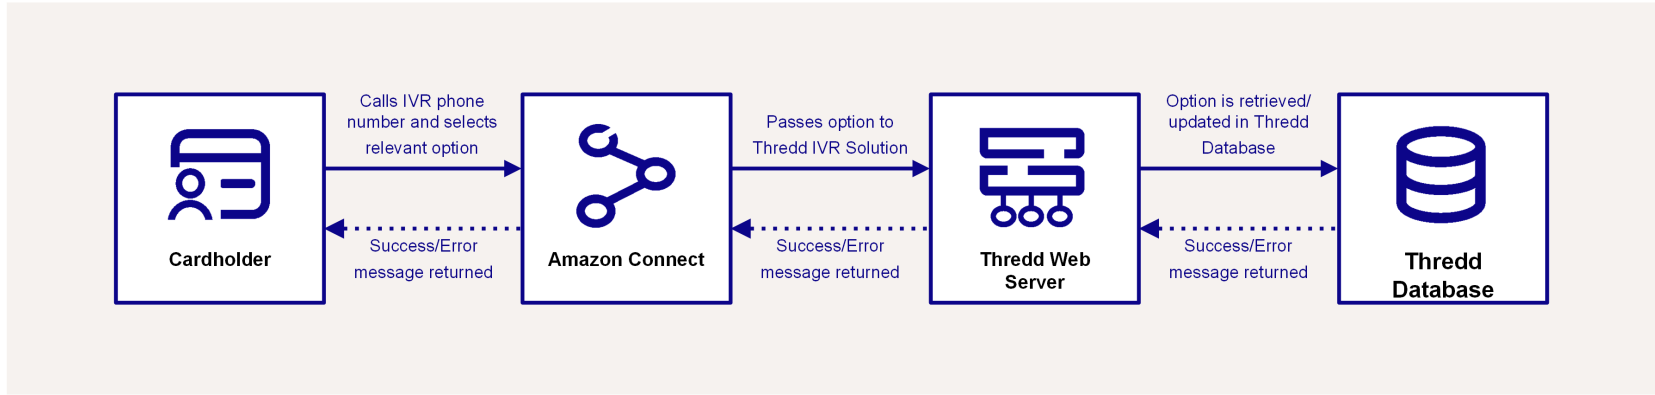 Calls IVR phone
number and selects
relevant option
Passes option to
Thredd IVR Solution
Option is retrieved/
updated in Thredd
Database
Success/Error
message returned
Success/Error
message returned
Success/Error
message returned
Cardholder
Amazon Connect
Thredd Web
Server
Thredd
Database